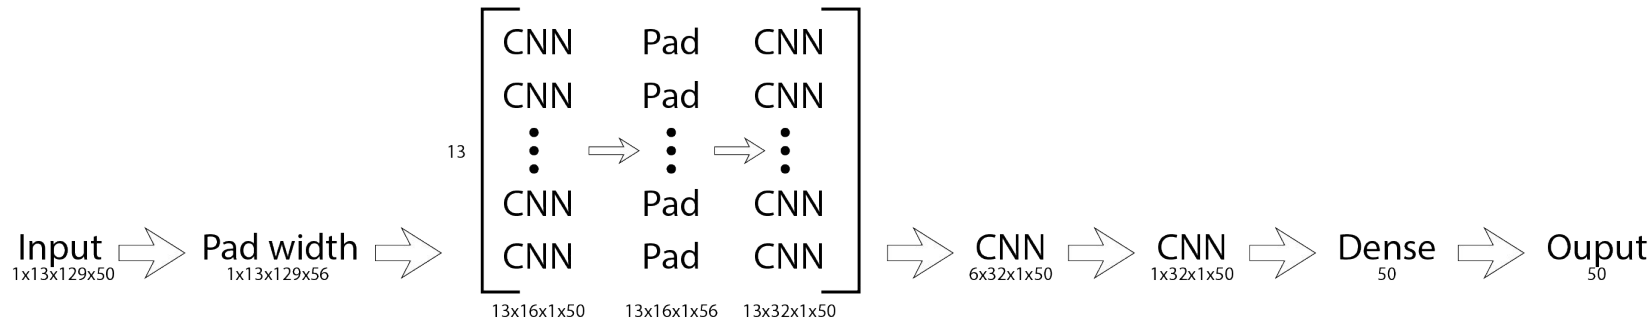 CNN Pad CNN
CNN Pad CNN
13
CNN Pad CNN
Input Pad width CNN Pad CNN CNN CNN Dense Ouput
1x13x129x50 1x13x129x56 6x32x1x50 1x32x1x50 50 50
13x16x1x50 13x16x1x56 13x32x1x50